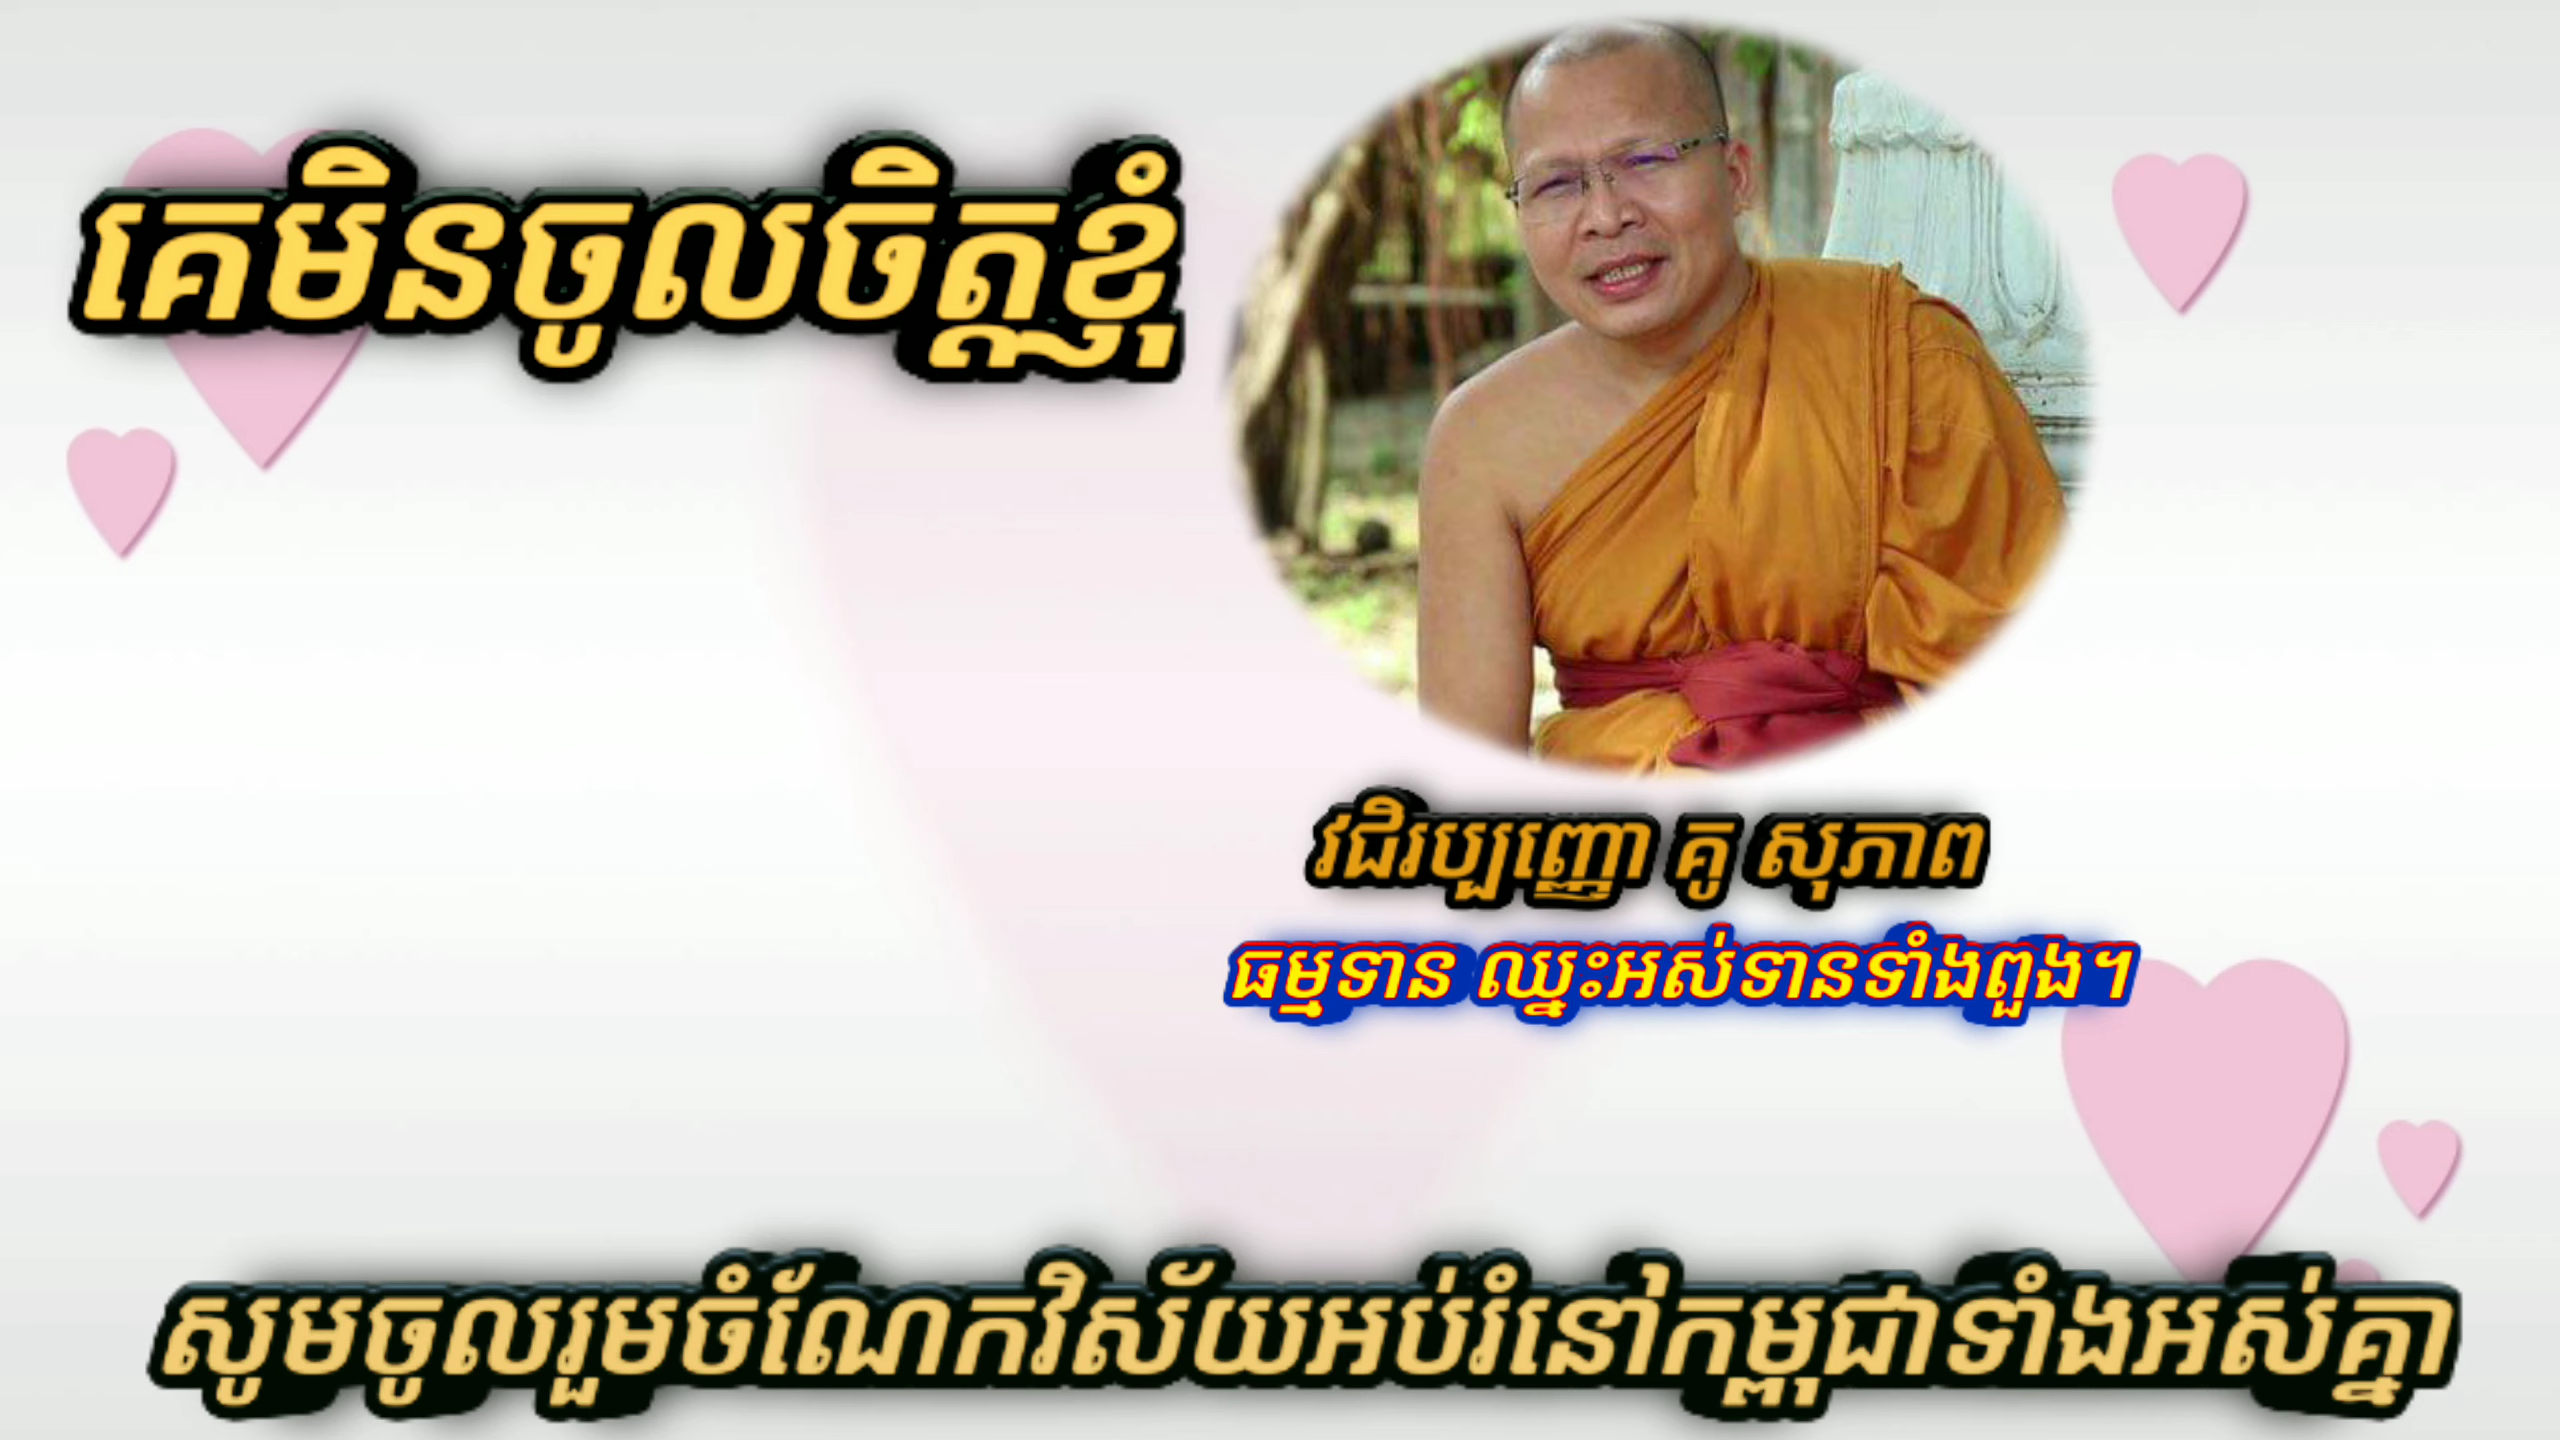 គេមិនចូលចិត្តខ្ញុំ
វជិរប្បញ្ញោ គូ សុភាព
ធម្មទាន ឈ្នះអស់ទានទាំងពួង។
សូមចូលរួមចំណែកវិស័យអប់រំនៅកម្ពុជាទាំងអស់គ្នា